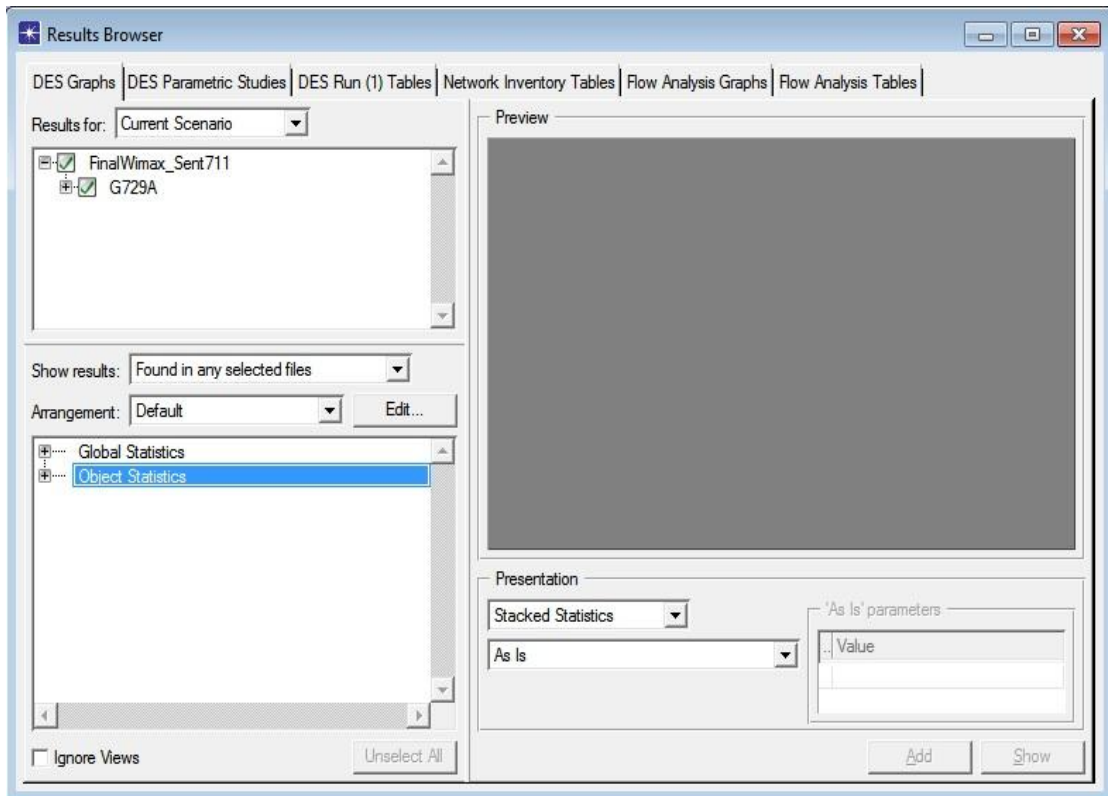 Results Browser
DES Graphs DES Parametric Studies DES Run (1) Tables Network Inventory Tables Flow Analysis Graphs Flow Analysis Tables
Results for: Current Scenario
FinalWimax_Sent711
G729A
Show results: Found in any selected files
Arrangement: Default Edit...
Global Statistics
Object Statistics
Ignore Views Unselect All
Preview
Presentation
Stacked Statistics
As Is
'As Is' parameters
.. Value
Add Show